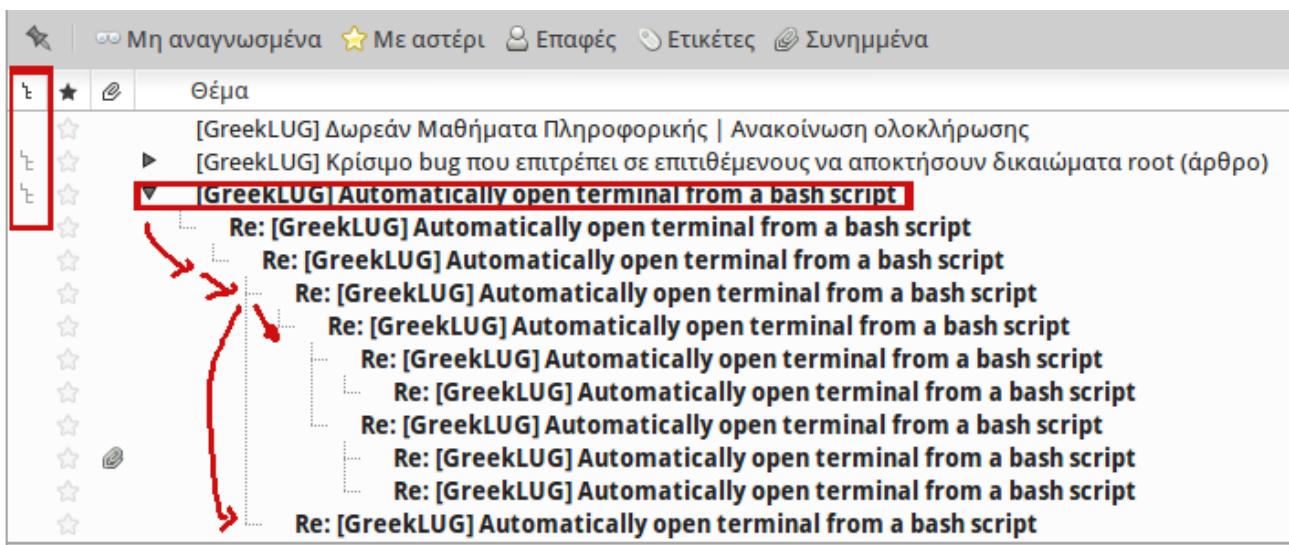 Μη αναγνωσμένα Με αστέρι Επαφές Ετικέτες Συνημμένα
Θέμα
[GreekLUG] Δωρεάν Μαθήματα Πληροφορικής | Ανακοίνωση ολοκλήρωσης
[GreekLUG] Κρίσιμο bug που επιτρέπει σε επιτιθέμενους να αποκτήσουν δικαιώματα root (άρθρο)
[GreekLUG] Automatically open terminal from a bash script
Re: [GreekLUG] Automatically open terminal from a bash script
Re: [GreekLUG] Automatically open terminal from a bash script
Re: [GreekLUG] Automatically open terminal from a bash script
Re: [GreekLUG] Automatically open terminal from a bash script
Re: [GreekLUG] Automatically open terminal from a bash script
Re: [GreekLUG] Automatically open terminal from a bash script
Re: [GreekLUG] Automatically open terminal from a bash script
Re: [GreekLUG] Automatically open terminal from a bash script
Re: [GreekLUG] Automatically open terminal from a bash script
Re: [GreekLUG] Automatically open terminal from a bash script